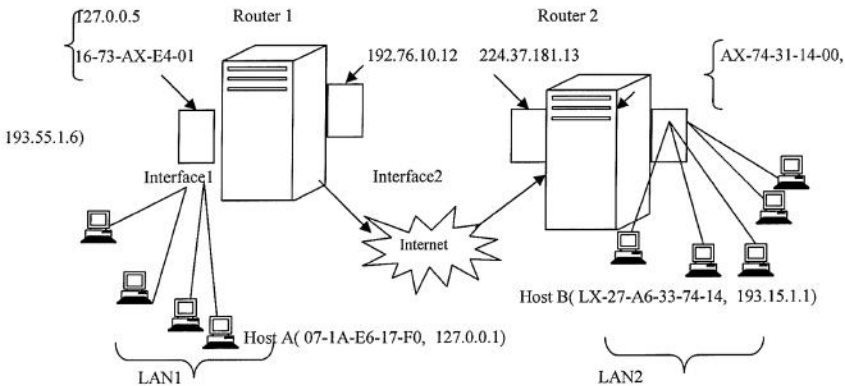 127.0.0.5
Router 1
Router 2
16-73-AX-E4-01
192.76.10.12
224.37.181.13
AX-74-31-14-00,
193.55.1.6)
Interface1
Interface2
Internet
Host B( LX-27-A6-33-74-14, 193.15.1.1)
Host A( 07-1A-E6-17-F0, 127.0.0.1)
LAN1
LAN2